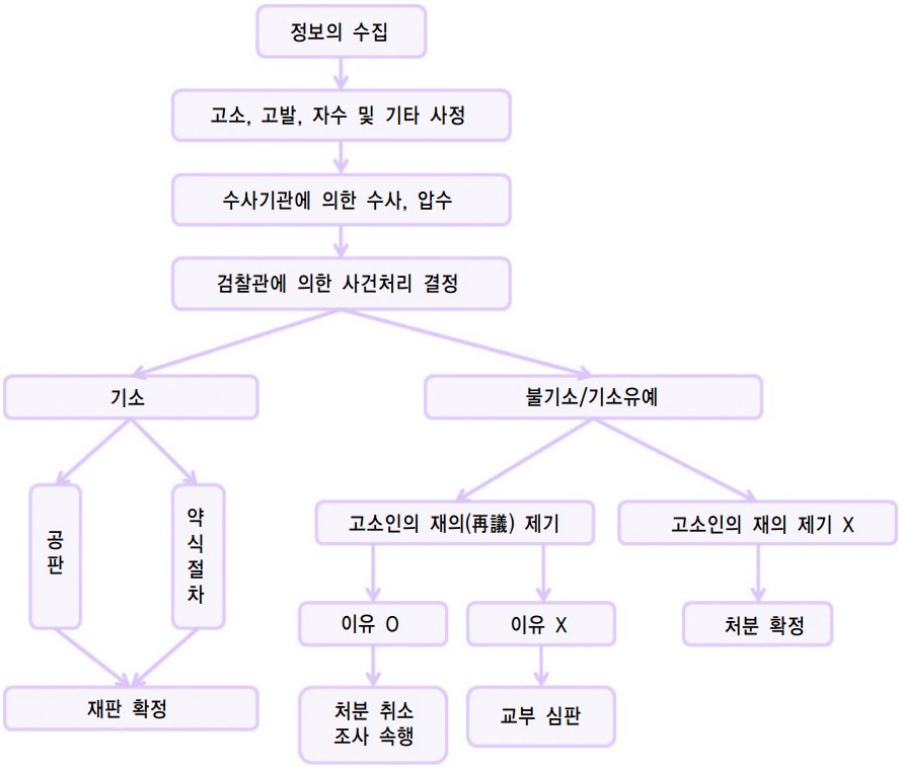 정보의 수집
고소, 고발, 자수 및 기타 사정
수사기관에 의한 수사, 압수
검찰관에 의한 사건처리 결정
기소
불기소/기소유예
공판
약식절차
고소인의 재의(再議) 제기
고소인의 재의 제기 X
이유 O
이유 X
처분 확정
재판 확정
처분 취소
조사 속행
교부 심판